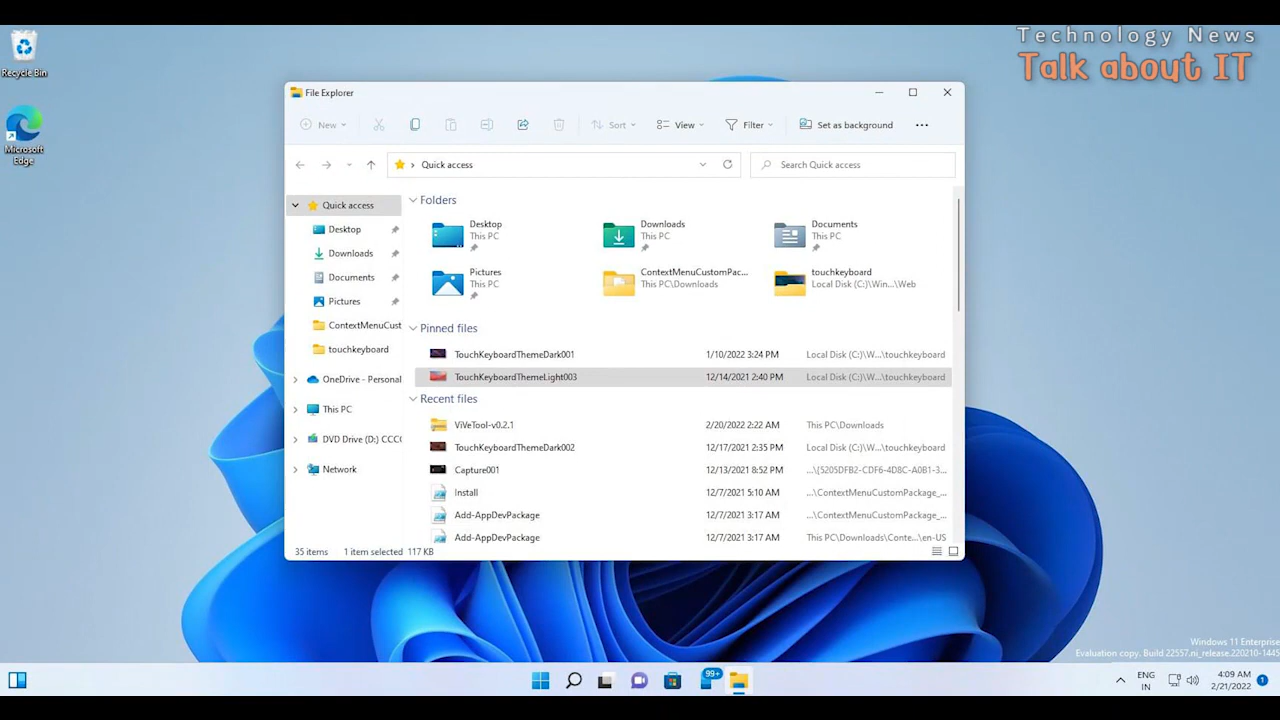 Technology News
Talk about IT
Recycle Bin
Microsoft
Edge
File Explorer
New
Sort
View
Filter
Set as background
Quick access
Search Quick access
Quick access
Desktop
Downloads
Documents
Pictures
ContextMenuCust
touchkeyboard
OneDrive - Personal
This PC
DVD Drive (D:) CCCO
Network
Folders
Desktop
This PC
Downloads
This PC
Documents
This PC
Pictures
This PC
ContextMenuCustomPac...
This PC\Downloads
touchkeyboard
Local Disk (C:)\Win...\Web
Pinned files
TouchKeyboardThemeDark001 1/10/2022 3:24 PM Local Disk (C:)\W...\touchkeyboard
TouchKeyboardThemeLight003 12/14/2021 2:40 PM Local Disk (C:)\W...\touchkeyboard
Recent files
ViVeTool-v0.2.1 2/20/2022 2:22 AM This PC\Downloads
TouchKeyboardThemeDark002 12/17/2021 2:35 PM Local Disk (C:)\W...\touchkeyboard
Capture001 12/13/2021 8:52 PM ...\{5205DFB2-CDF6-4D8C-A0B1-3...
Install 12/7/2021 5:10 AM ...\ContextMenuCustomPackage_...
Add-AppDevPackage 12/7/2021 3:17 AM ...\ContextMenuCustomPackage_...
Add-AppDevPackage 12/7/2021 3:17 AM This PC\Downloads\Conte...\en-US
35 items 1 item selected 117 KB
Windows 11 Enterprise
Evaluation copy. Build 22557.ni_release.220210-1445
99+
ENG
IN
4:09 AM
2/21/2022
1